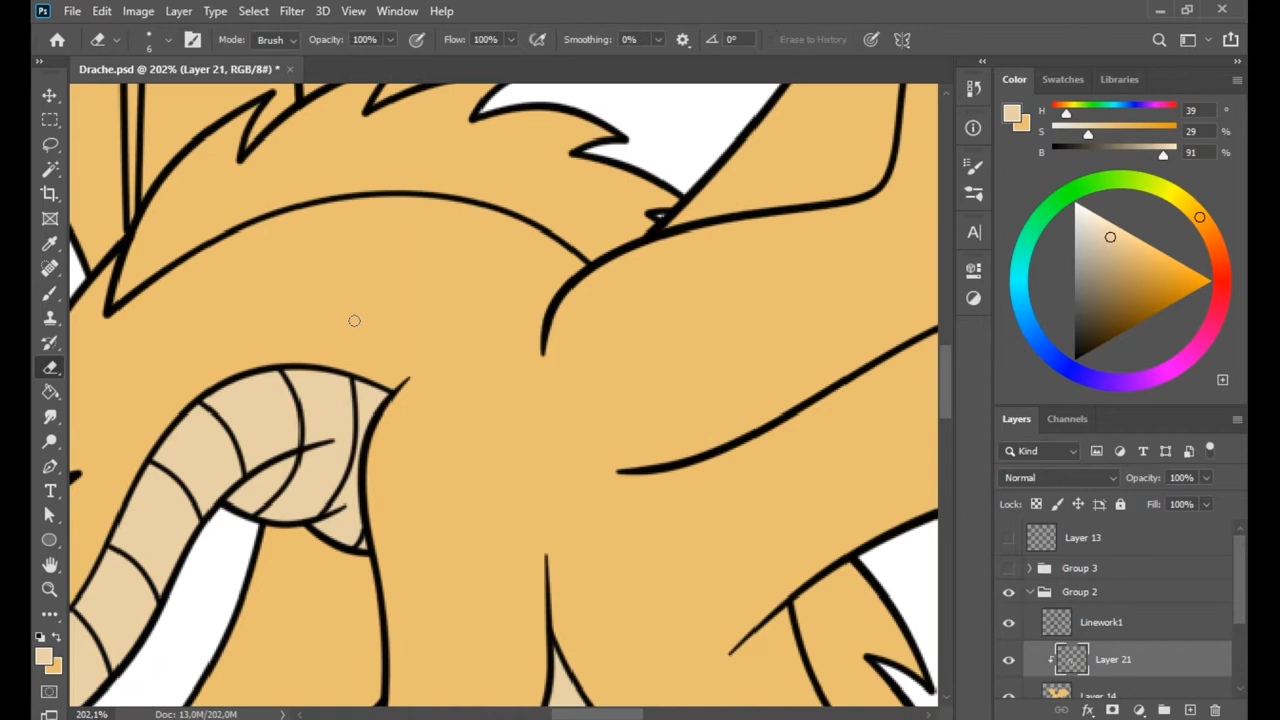 Ps File Edit Image Layer Type Select Filter 3D View Window Help
6 Mode: Brush Opacity: 100% Flow: 100% Smoothing: 0% 0° Erase to History
Drache.psd @ 202% (Layer 21, RGB/8#) * ×
Color Swatches Libraries
H 39 °
S 29 %
B 91 %
Layers Channels
Kind
Normal Opacity: 100%
Lock: Fill: 100%
Layer 13
Group 3
Group 2
Linework1
Layer 21
Layer 14
202,1% Doc: 13,0M/202,0M